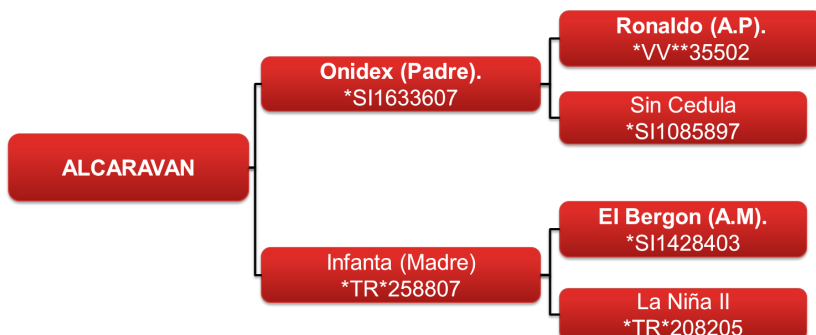 ALCARAVAN
Onidex (Padre).
*SI1633607
Ronaldo (A.P).
*VV**35502
Sin Cedula
*SI1085897
Infanta (Madre)
*TR*258807
El Bergon (A.M).
*SI1428403
La Niña II
*TR*208205